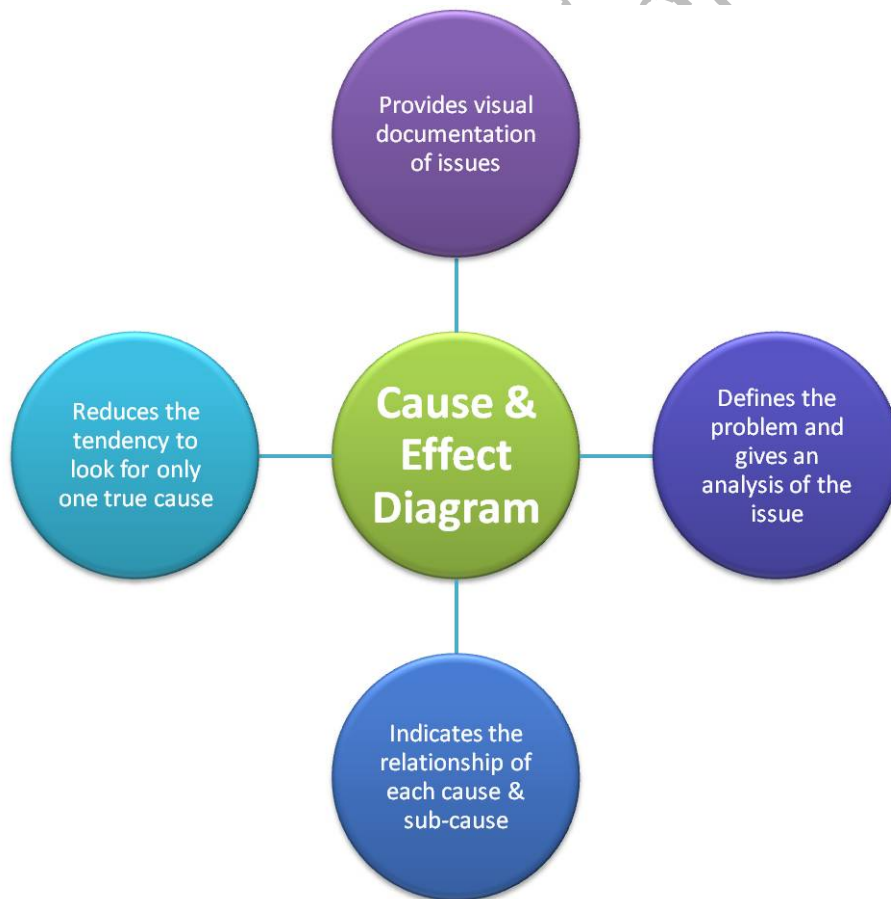 Provides visual
documentation
of issues
Reduces the
tendency to
look for only
one true cause
Cause &
Effect
Diagram
Defines the
problem and
gives an
analysis of the
issue
Indicates the
relationship of
each cause &
sub-cause